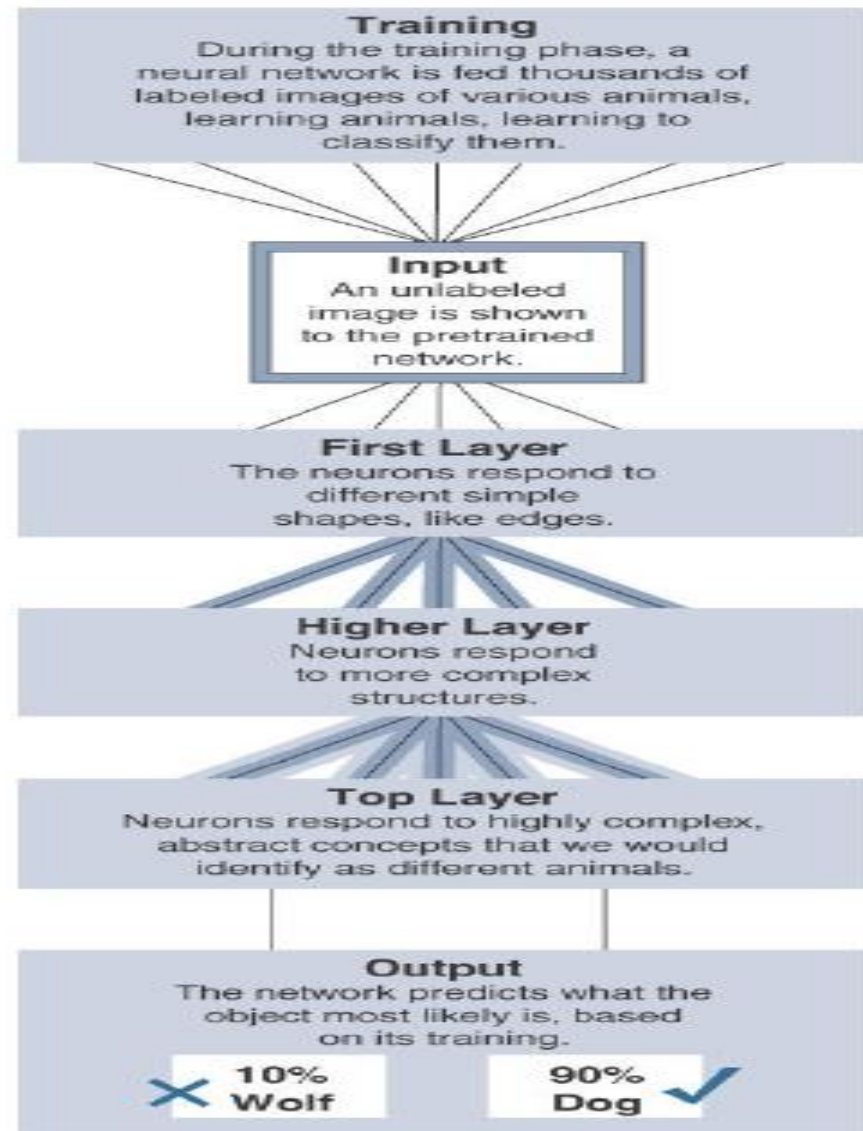 Training
During the training phase, a
neural network is fed thousands of
labeled images of various animals,
learning animals, learning to
classify them.
Input
An unlabeled
image is shown
to the pretrained
network.
First Layer
The neurons respond to
different simple
shapes, like edges.
Higher Layer
Neurons respond
to more complex
structures.
Top Layer
Neurons respond to highly complex,
abstract concepts that we would
identify as different animals.
Output
The network predicts what the
object most likely is, based
on its training.
10%
Wolf
90%
Dog